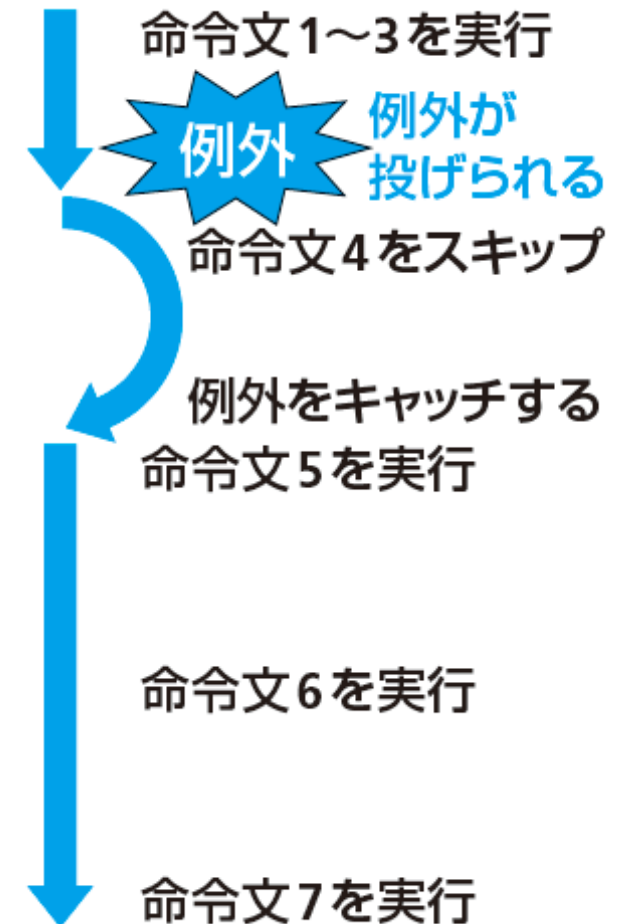 命令文1～3を実行
例外
例外が
投げられる
命令文4をスキップ
例外をキャッチする
命令文5を実行
命令文6を実行
命令文7を実行